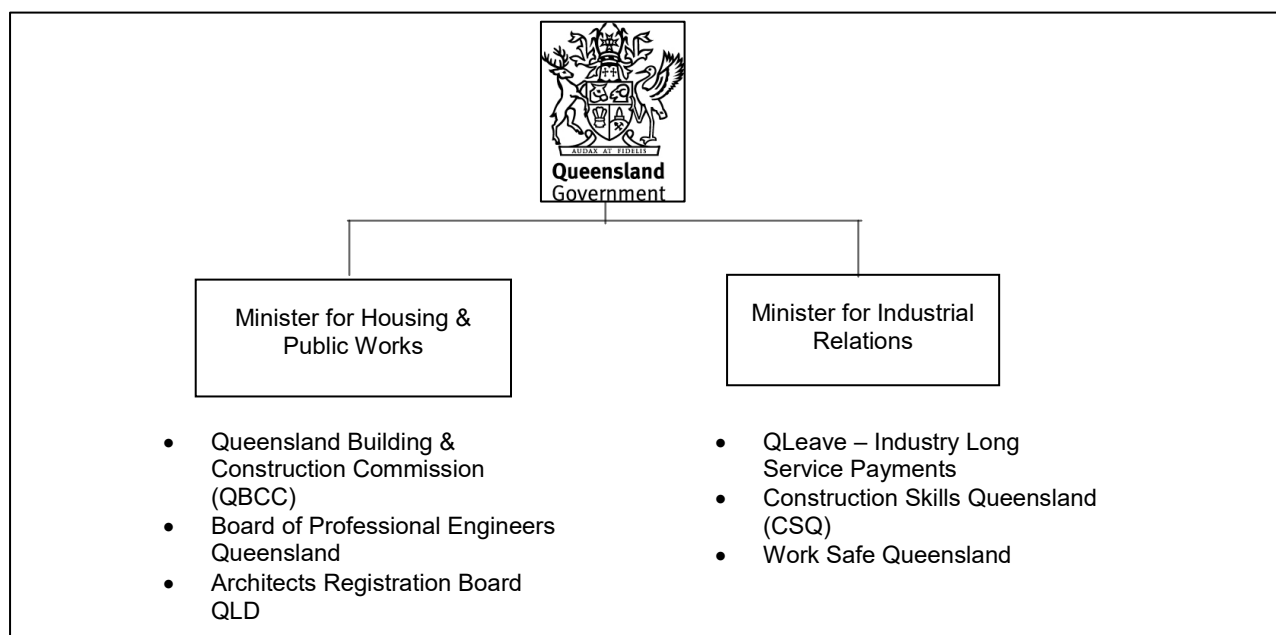 AUDAX AT FIDELIS
Queensland
Government
Minister for Housing &
Public Works
Minister for Industrial
Relations
• Queensland Building &
Construction Commission
(QBCC)
• Board of Professional Engineers
Queensland
• Architects Registration Board
QLD
• QLeave – Industry Long
Service Payments
• Construction Skills Queensland
(CSQ)
• Work Safe Queensland